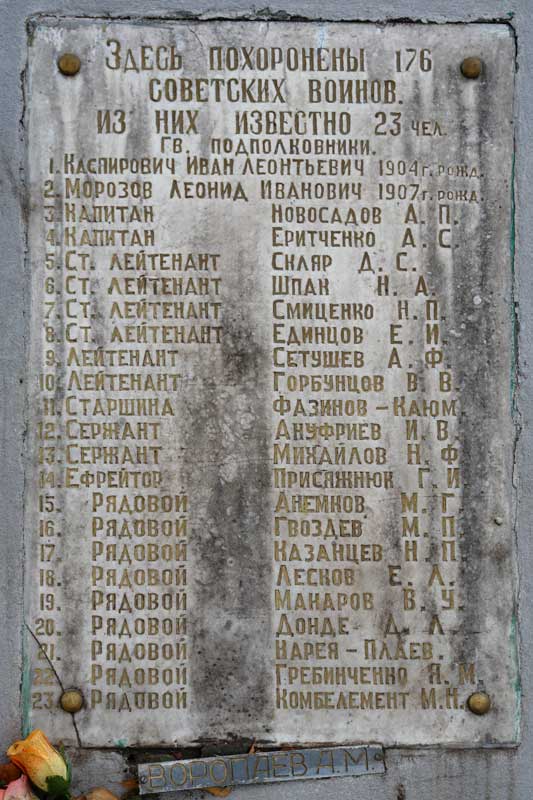 Здесь похоронены 176
советских воинов.
из них известно 23 чел.
гв. подполковники.
1. Каспирович Иван Леонтьевич 1904 г. рожд.
2. Морозов Леонид Иванович 1907 г. рожд.
3. Капитан Новосадов А. П.
4. Капитан Еритченко А. С.
5. Ст. лейтенант Скляр Д. С.
6. Ст. лейтенант Шпак Н. А.
7. Ст. лейтенант Смиценко Н. П.
8. Ст. лейтенант Единцов Е. И.
9. Лейтенант Сетушев А. Ф.
10. Лейтенант Горбунцов В. В.
11. Старшина Фазинов - Каюм.
12. Сержант Ануфриев И. В.
13. Сержант Михайлов Н. Ф.
14. Ефрейтор Присяжнюк Г. И.
15. Рядовой Анемков М. Г.
16. Рядовой Гвоздев М. П.
17. Рядовой Казанцев Н. П.
18. Рядовой Лесков Е. Л.
19. Рядовой Макаров В. У.
20. Рядовой Донде Д. Л.
21. Рядовой Карея - Плаев.
22. Рядовой Гребинченко Я. М.
23. Рядовой Комбелемент М. Н.
ВОРОПАЕВ А. М.